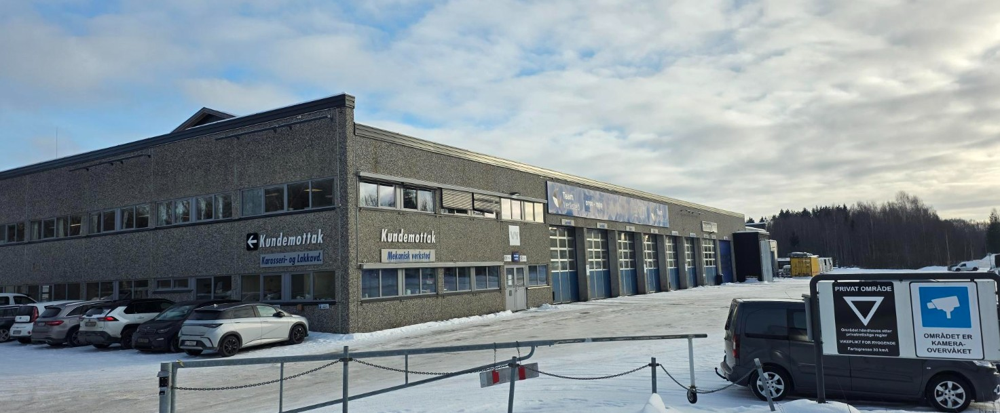 Kundemottak
Karosseri- og Lakkavd.
Kundemottak
Mekanisk verksted
Team
Verksted
PRIVAT OMRÅDE
Området håndheves etter
privatrettslige regler
VIKEPLIKT FOR RYGGENDE
Fartsgrense 30 km/t
OMRÅDET ER
KAMERA-
OVERVÅKET